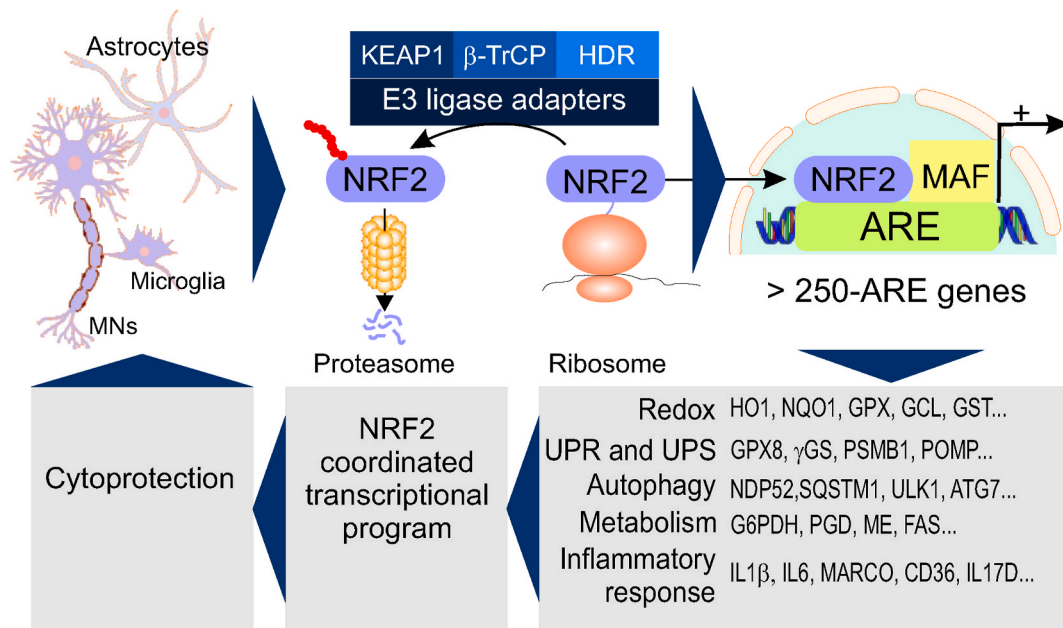 Astrocytes
Microglia
MNs
KEAP1 β-TrCP HDR
E3 ligase adapters
NRF2
NRF2
Proteasome
Ribosome
+
NRF2 MAF
ARE
> 250-ARE genes
Redox HO1, NQO1, GPX, GCL, GST...
UPR and UPS GPX8, γGS, PSMB1, POMP...
Autophagy NDP52,SQSTM1, ULK1, ATG7...
Metabolism G6PDH, PGD, ME, FAS...
Inflammatory
response IL1β, IL6, MARCO, CD36, IL17D...
NRF2
coordinated
transcriptional
program
Cytoprotection